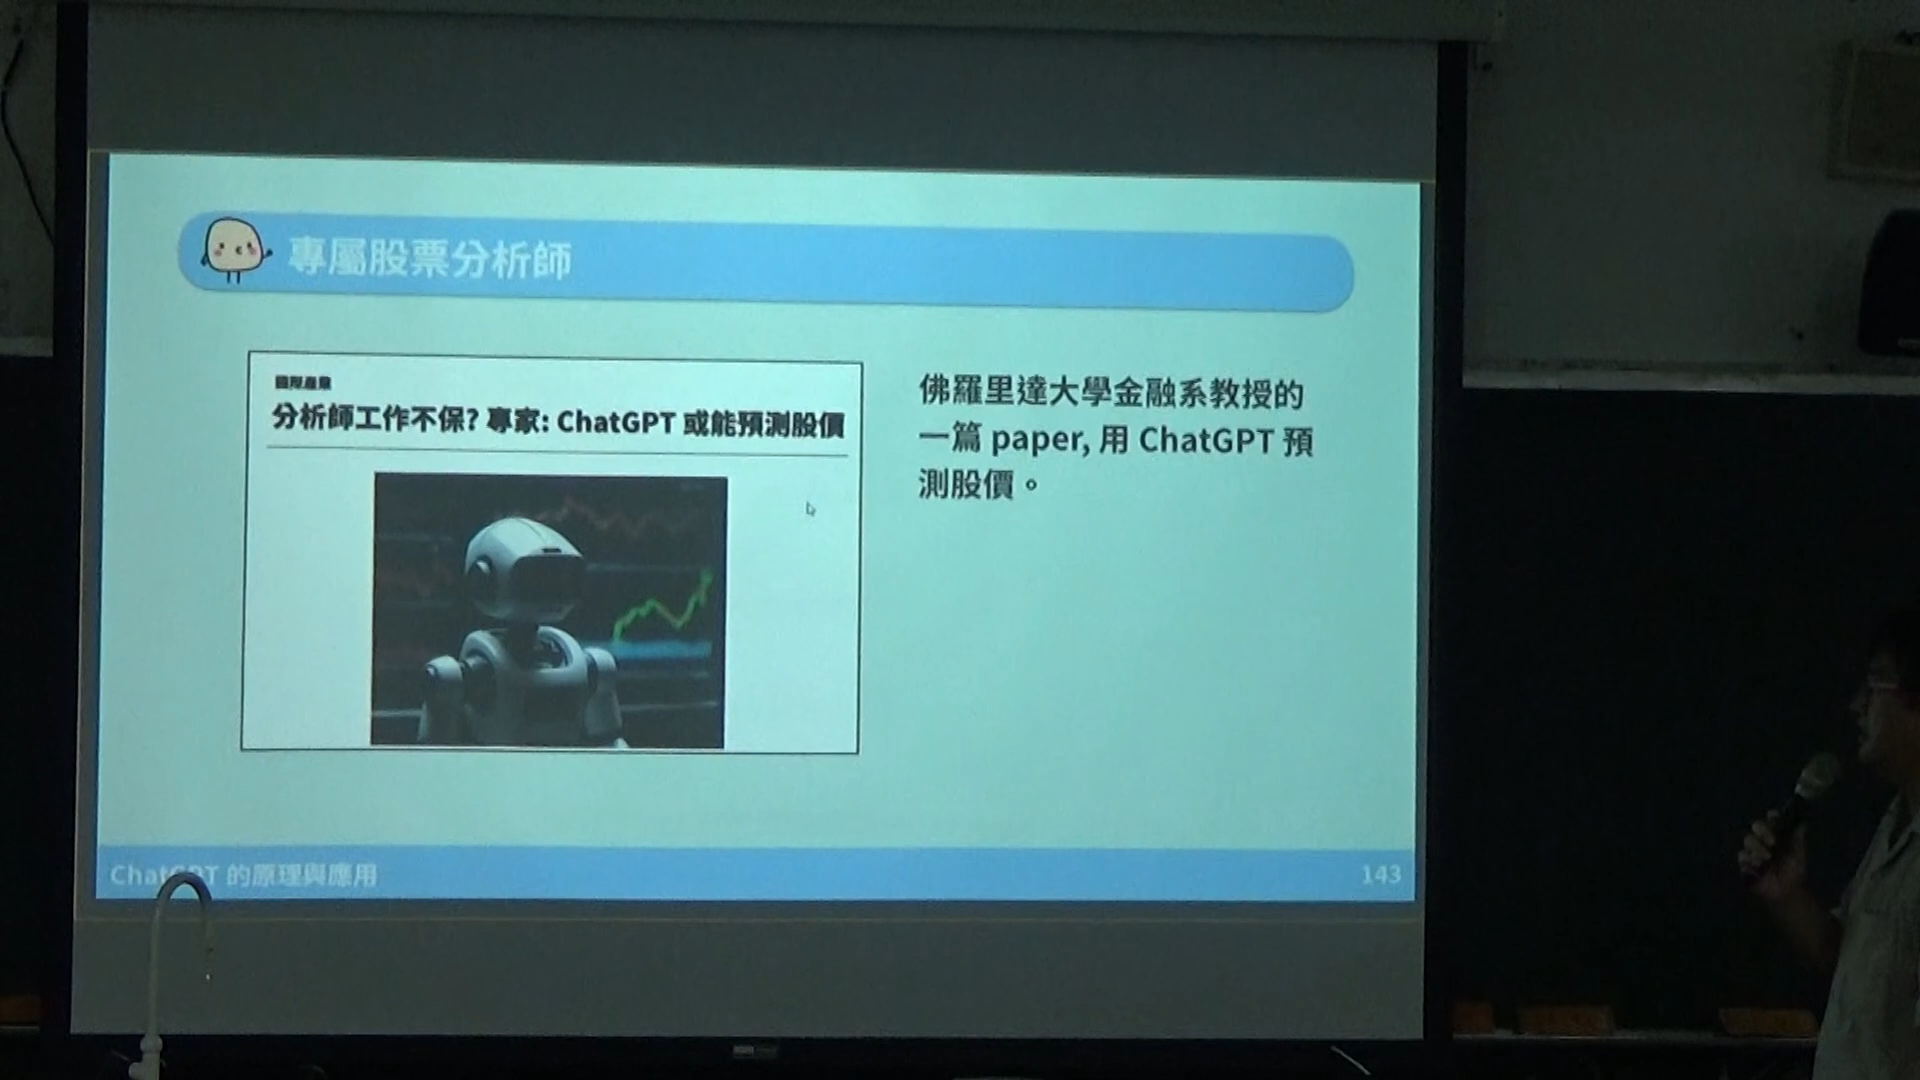 專屬股票分析師
國際產業
分析師工作不保? 專家: ChatGPT 或能預測股價
佛羅里達大學金融系教授的
一篇 paper, 用 ChatGPT 預
測股價。
ChatGPT 的原理與應用
143